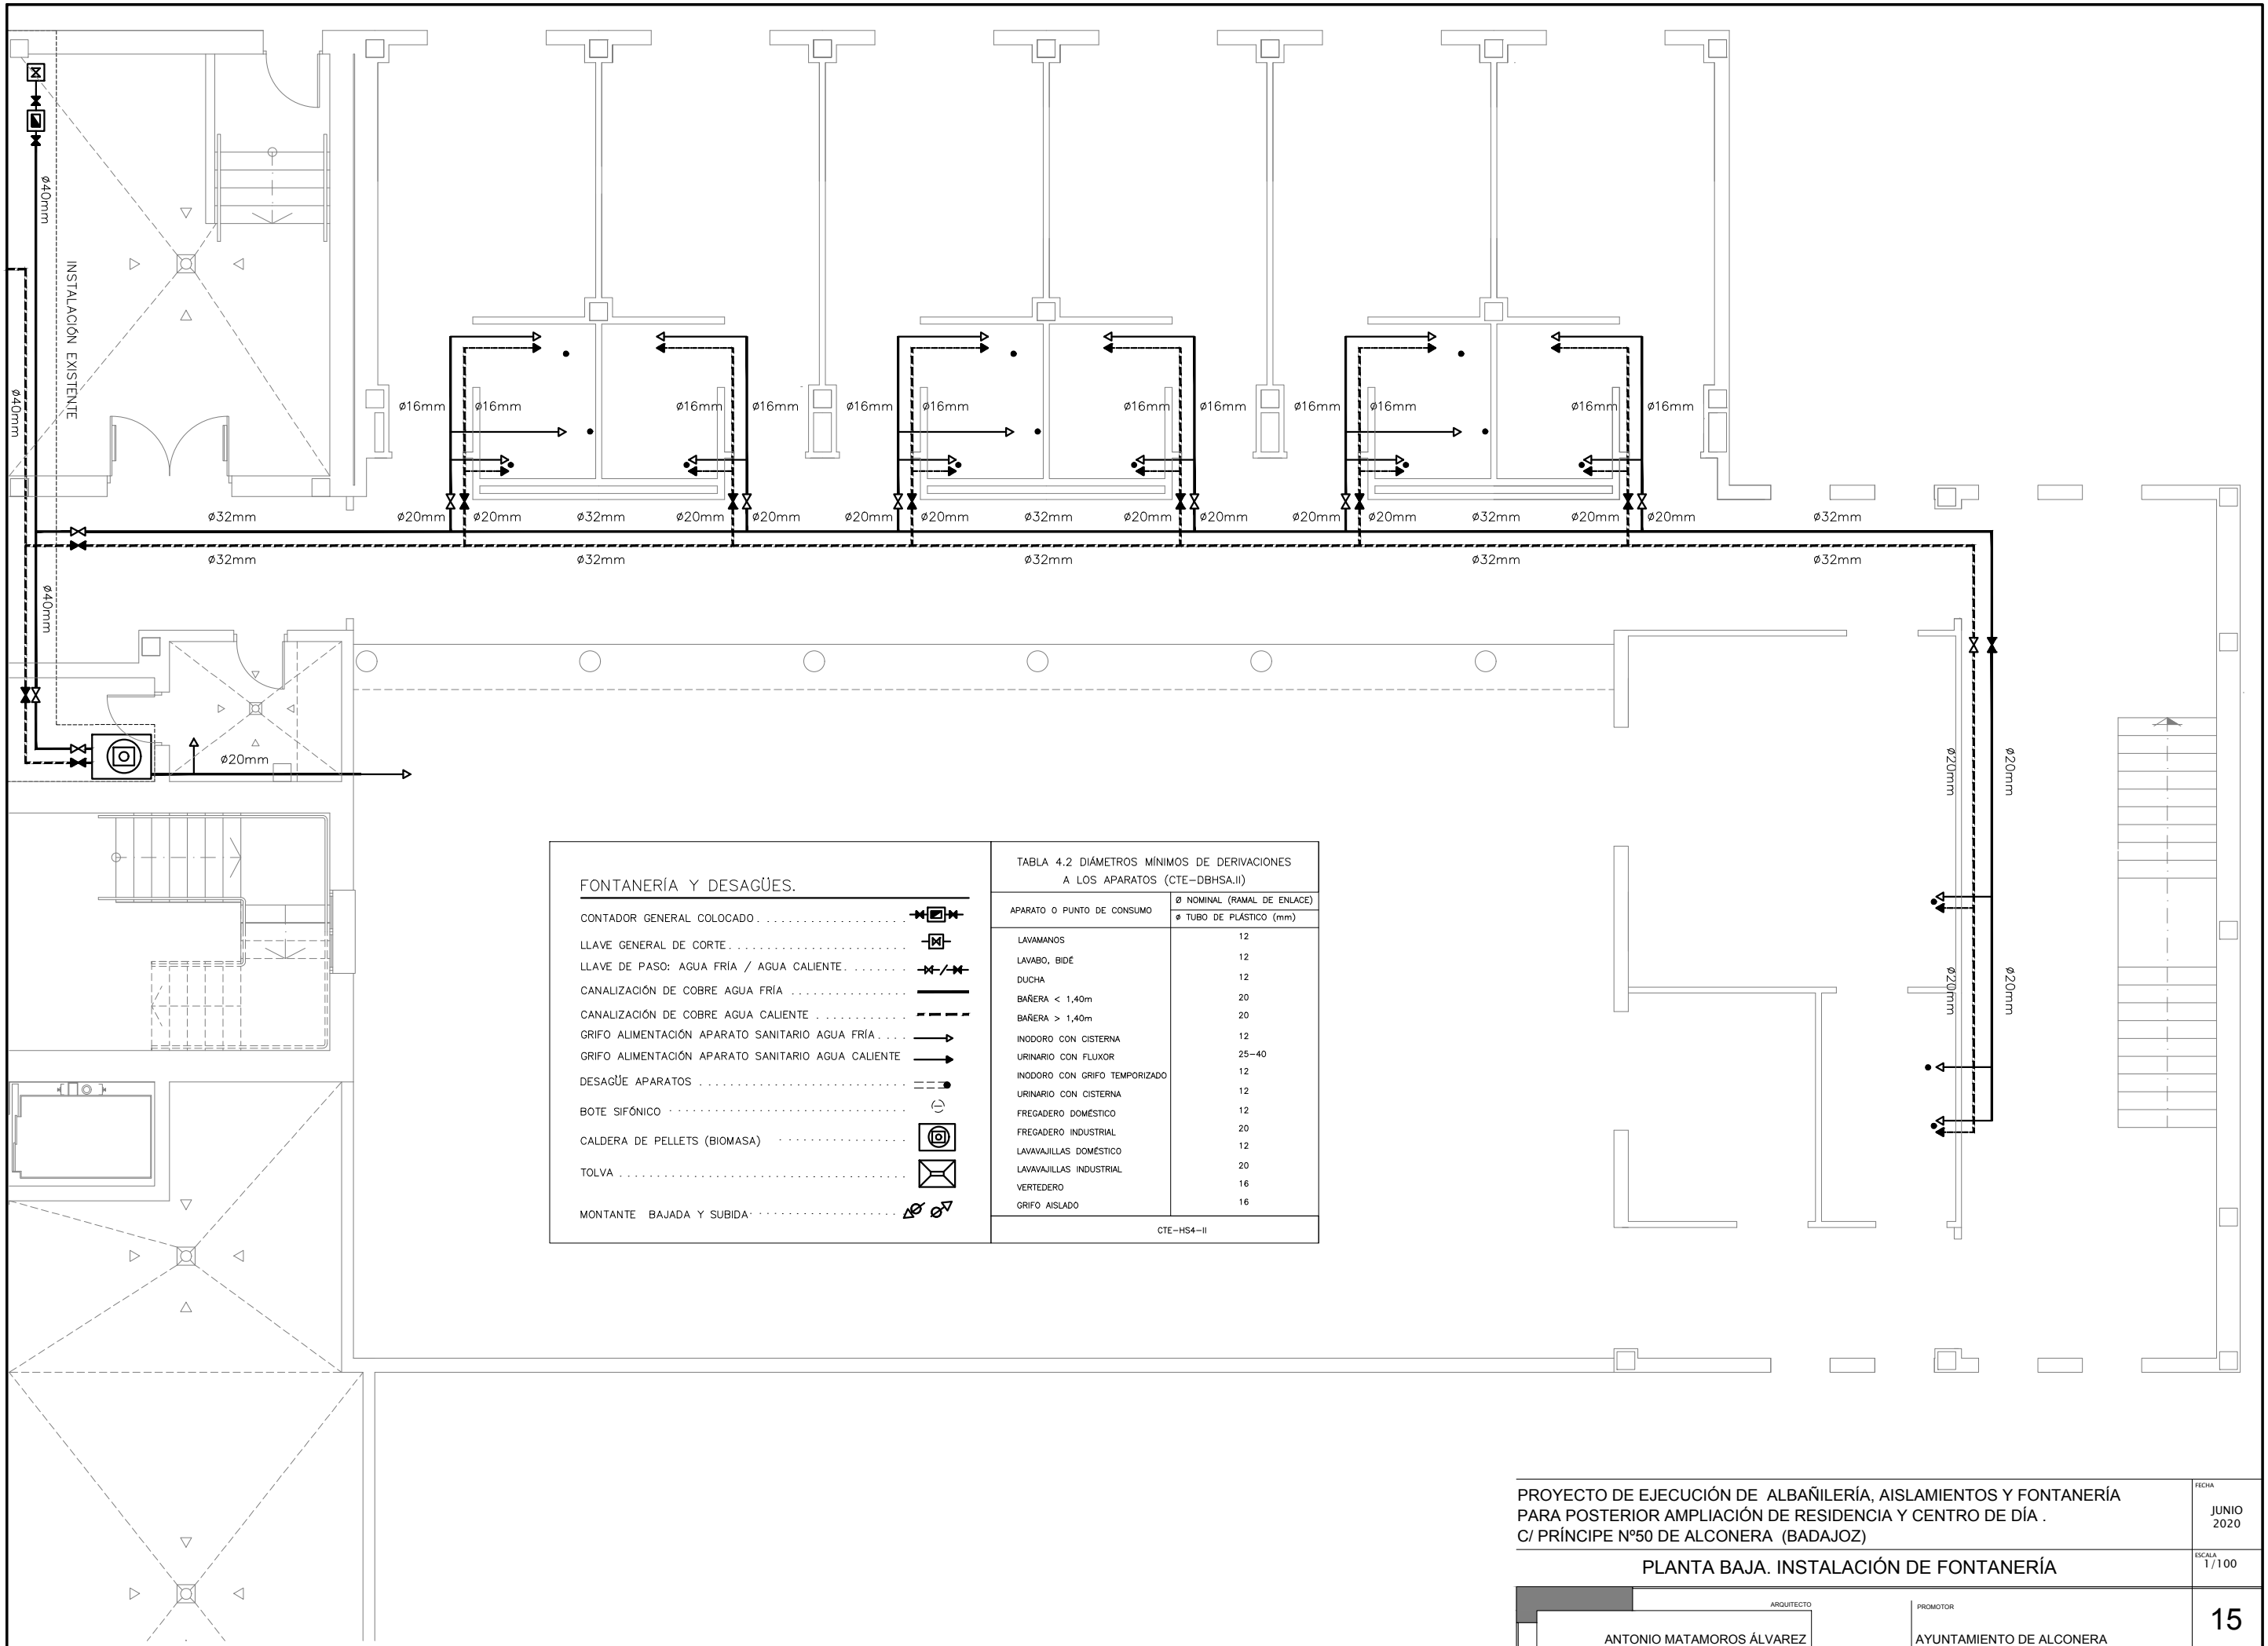 ø40mm
INSTALACIÓN EXISTENTE
ø40mm
ø16mm
ø16mm
ø16mm
ø16mm
ø16mm
ø16mm
ø16mm
ø16mm
ø16mm
ø16mm
ø16mm
ø16mm
ø32mm
ø20mm
ø20mm
ø32mm
ø20mm
ø20mm
ø20mm
ø20mm
ø32mm
ø20mm
ø20mm
ø20mm
ø20mm
ø32mm
ø20mm
ø20mm
ø32mm
ø32mm
ø32mm
ø32mm
ø32mm
ø32mm
ø40mm
ø20mm
ø20mm
ø20mm
ø20mm
ø20mm
FONTANERÍA Y DESAGÜES.
CONTADOR GENERAL COLOCADO
LLAVE GENERAL DE CORTE
LLAVE DE PASO: AGUA FRÍA / AGUA CALIENTE
CANALIZACIÓN DE COBRE AGUA FRÍA
CANALIZACIÓN DE COBRE AGUA CALIENTE
GRIFO ALIMENTACIÓN APARATO SANITARIO AGUA FRÍA
GRIFO ALIMENTACIÓN APARATO SANITARIO AGUA CALIENTE
DESAGÜE APARATOS
BOTE SIFÓNICO
CALDERA DE PELLETS (BIOMASA)
TOLVA
MONTANTE BAJADA Y SUBIDA
TABLA 4.2 DIÁMETROS MÍNIMOS DE DERIVACIONES
A LOS APARATOS (CTE-DBHSA.II)
APARATO O PUNTO DE CONSUMO
Ø NOMINAL (RAMAL DE ENLACE)
ø TUBO DE PLÁSTICO (mm)
LAVAMANOS 12
LAVABO, BIDÉ 12
DUCHA 12
BAÑERA < 1,40m 20
BAÑERA > 1,40m 20
INODORO CON CISTERNA 12
URINARIO CON FLUXOR 25-40
INODORO CON GRIFO TEMPORIZADO 12
URINARIO CON CISTERNA 12
FREGADERO DOMÉSTICO 12
FREGADERO INDUSTRIAL 20
LAVAVAJILLAS DOMÉSTICO 12
LAVAVAJILLAS INDUSTRIAL 20
VERTEDERO 16
GRIFO AISLADO 16
CTE-HS4-II
PROYECTO DE EJECUCIÓN DE ALBAÑILERÍA, AISLAMIENTOS Y FONTANERÍA
PARA POSTERIOR AMPLIACIÓN DE RESIDENCIA Y CENTRO DE DÍA .
C/ PRÍNCIPE Nº50 DE ALCONERA (BADAJOZ)
FECHA
JUNIO
2020
PLANTA BAJA. INSTALACIÓN DE FONTANERÍA
ESCALA
1/100
ARQUITECTO
ANTONIO MATAMOROS ÁLVAREZ
PROMOTOR
AYUNTAMIENTO DE ALCONERA
15